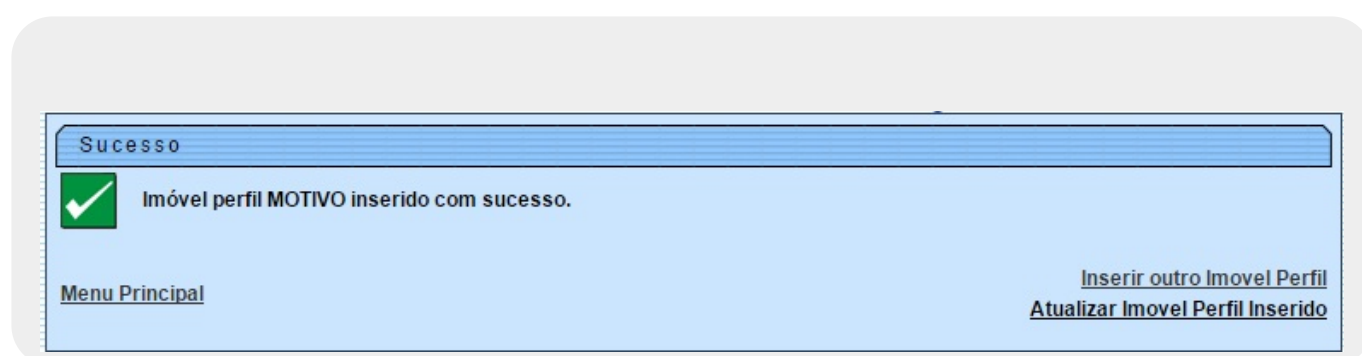 Sucesso
Imóvel perfil MOTIVO inserido com sucesso.
Inserir outro Imovel Perfil
Menu Principal
Atualizar Imovel Perfil Inserido